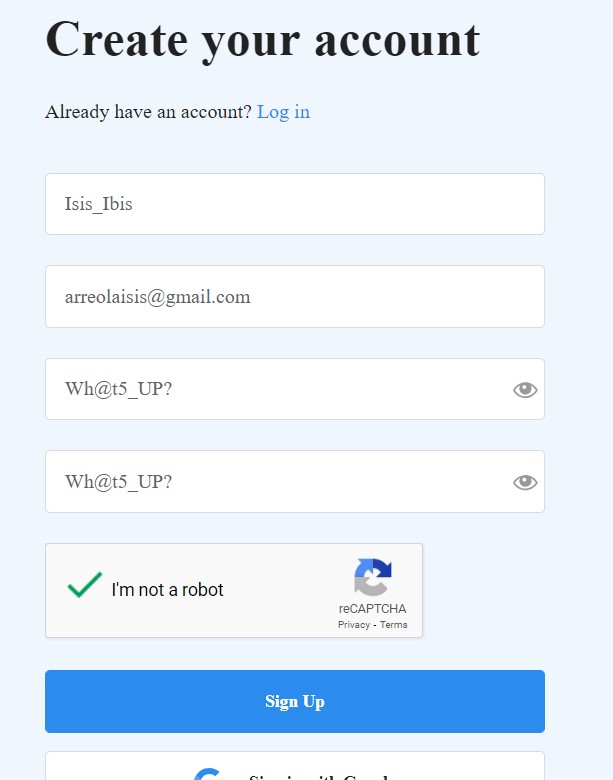 Create your account
Already have an account? Log in
Isis_Ibis
arreolaisis@gmail.com
Wh@t5_UP?
Wh@t5_UP?
I'm not a robot
reCAPTCHA
Privacy - Terms
Sign Up